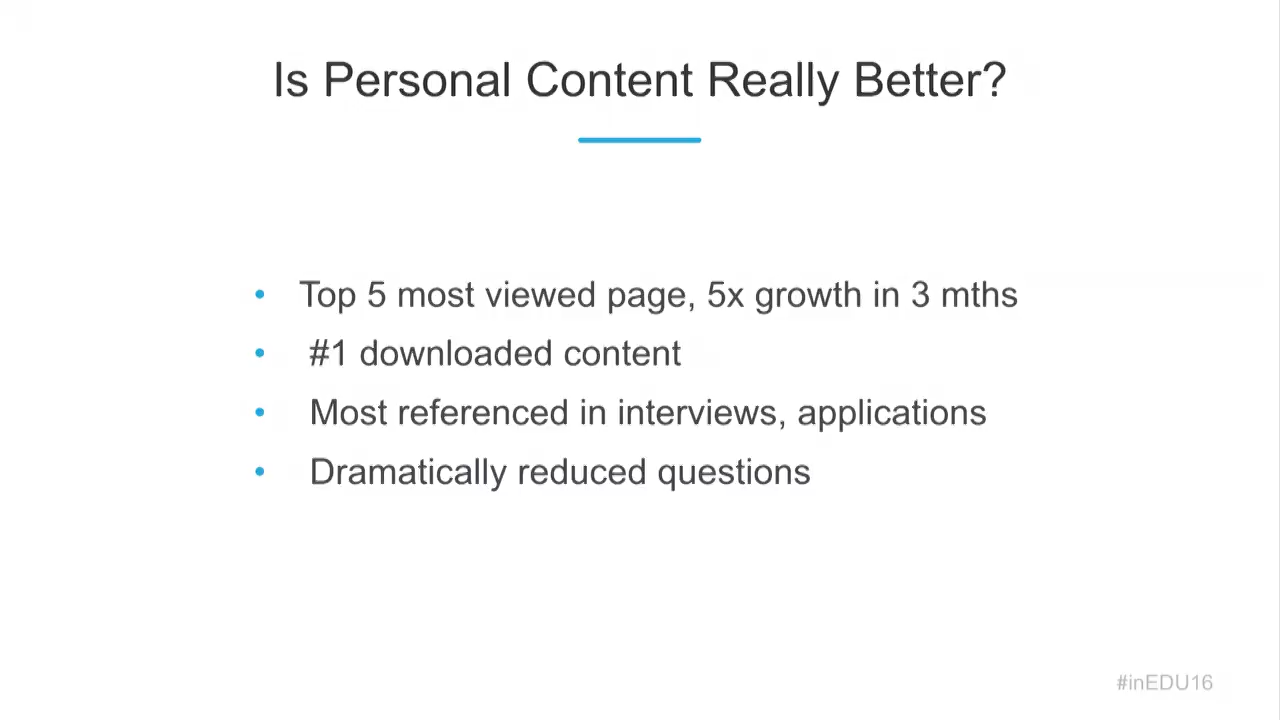 Is Personal Content Really Better?
• Top 5 most viewed page, 5x growth in 3 mths
• #1 downloaded content
• Most referenced in interviews, applications
• Dramatically reduced questions
#inEDU16